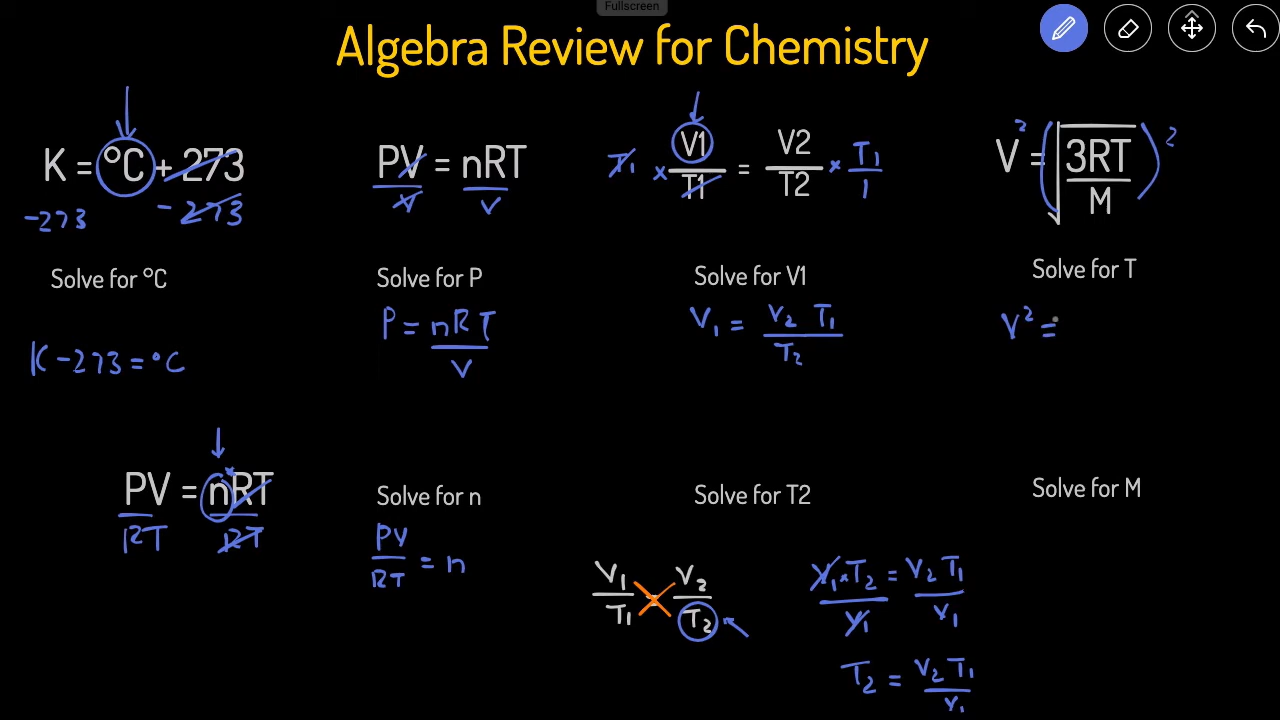 Fullscreen
Algebra Review for Chemistry
K = °C + 273
-273 - 273
Solve for °C
K - 273 = °C
PV = nRT
V V
Solve for P
P = nRT
V
T1 × V1/T1 = V2/T2 × T1/1
Solve for V1
V1 = V2 T1
T2
V² = (√3RT/M)²
Solve for T
V² =
PV = nRT
RT RT
Solve for n
PV
RT = n
Solve for T2
V1/T1 = V2/T2
V1 · T2 = V2 T1
V1 V1
T2 = V2 T1
V1
Solve for M